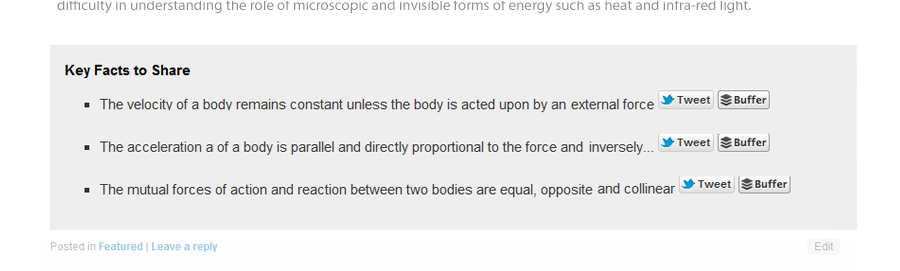 difficulty in understanding the role of microscopic and invisible forms of energy such as heat and infra-red light.
Key Facts to Share
The velocity of a body remains constant unless the body is acted upon by an external force Tweet Buffer
The acceleration a of a body is parallel and directly proportional to the force and inversely... Tweet Buffer
The mutual forces of action and reaction between two bodies are equal, opposite and collinear Tweet Buffer
Posted in Featured | Leave a reply Edit